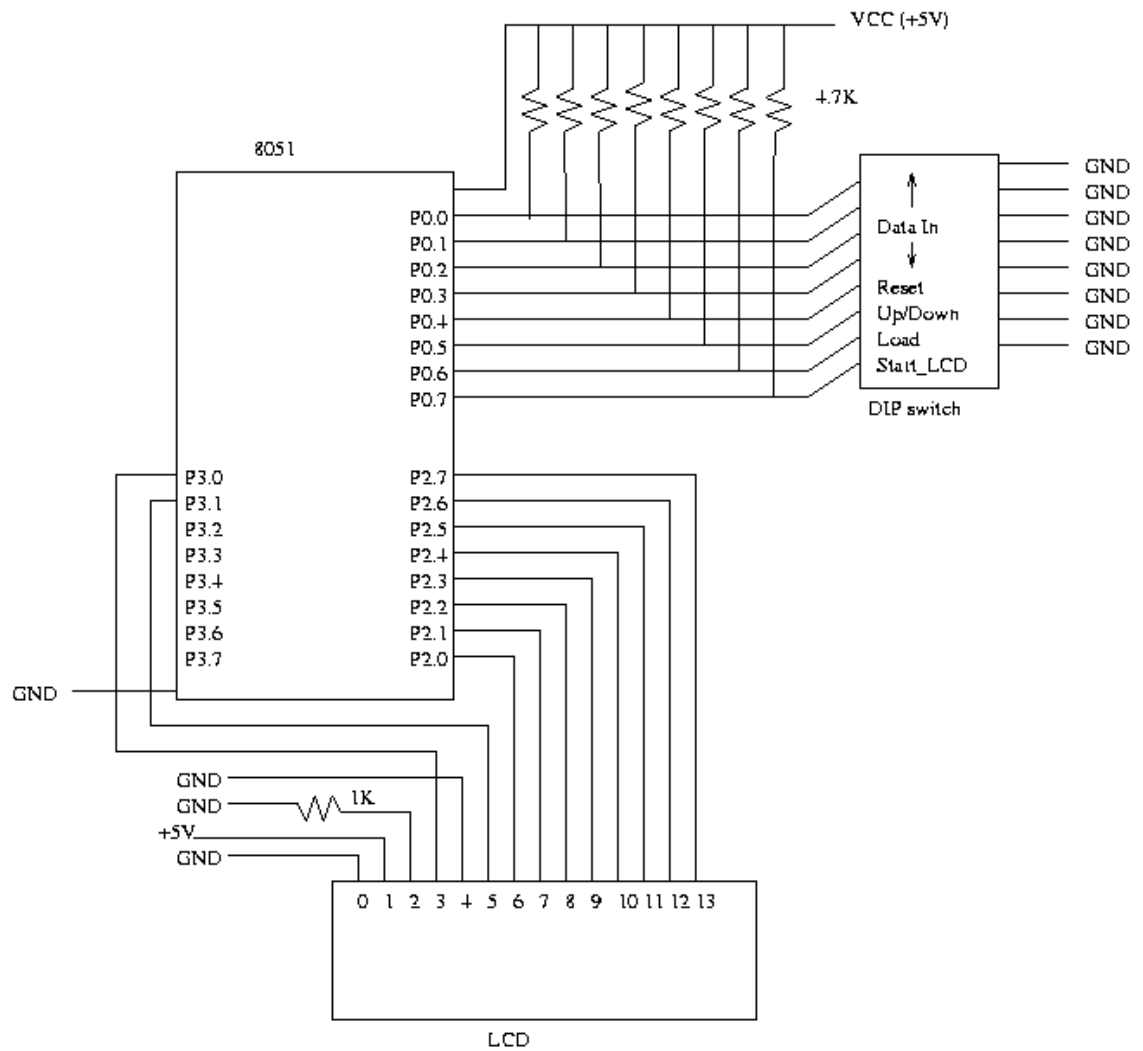 VCC (+5V)
4.7K
8051
P0.0
P0.1
P0.2
P0.3
P0.4
P0.5
P0.6
P0.7
Data In
Reset
Up/Down
Load
Start_LCD
DIP switch
GND
GND
GND
GND
GND
GND
GND
GND
P3.0
P3.1
P3.2
P3.3
P3.4
P3.5
P3.6
P3.7
P2.7
P2.6
P2.5
P2.4
P2.3
P2.2
P2.1
P2.0
GND
GND
GND
1K
+5V
GND
0 1 2 3 4 5 6 7 8 9 10 11 12 13
LCD